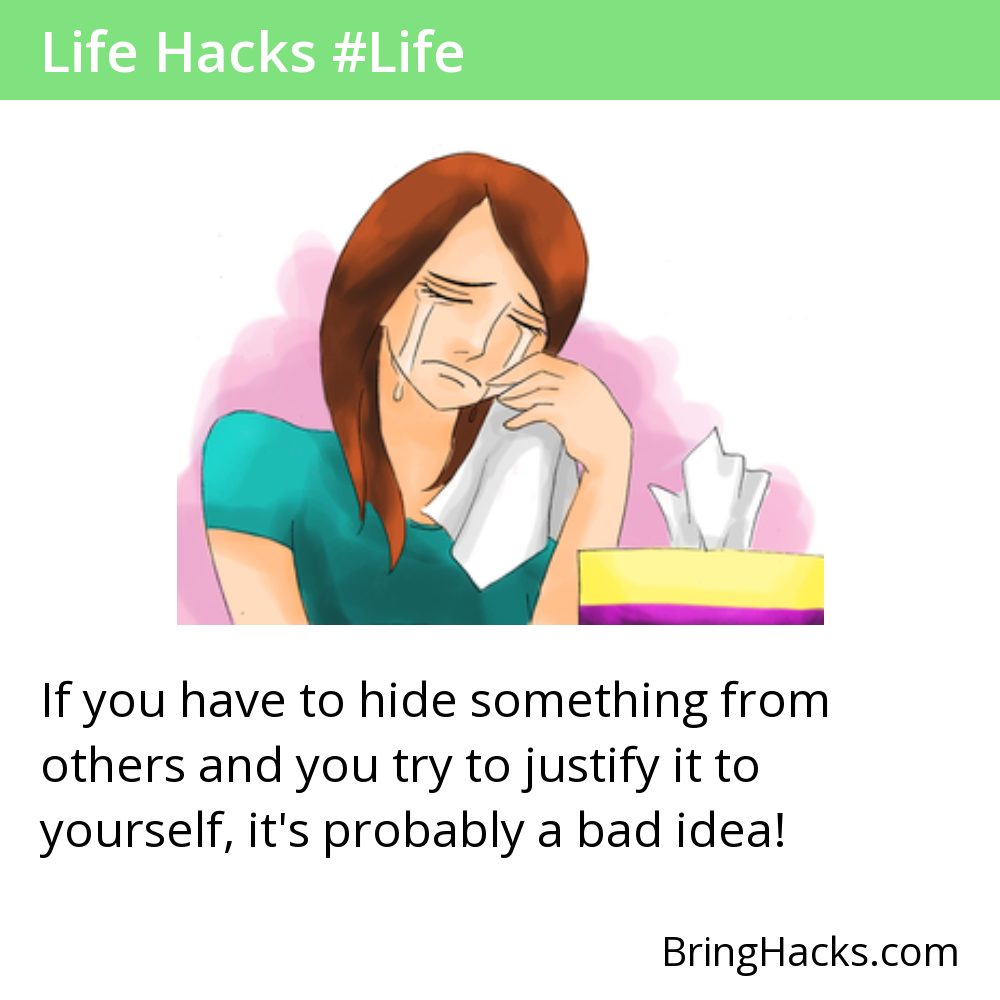 Life Hacks #Life
If you have to hide something from
others and you try to justify it to
yourself, it's probably a bad idea!
BringHacks.com